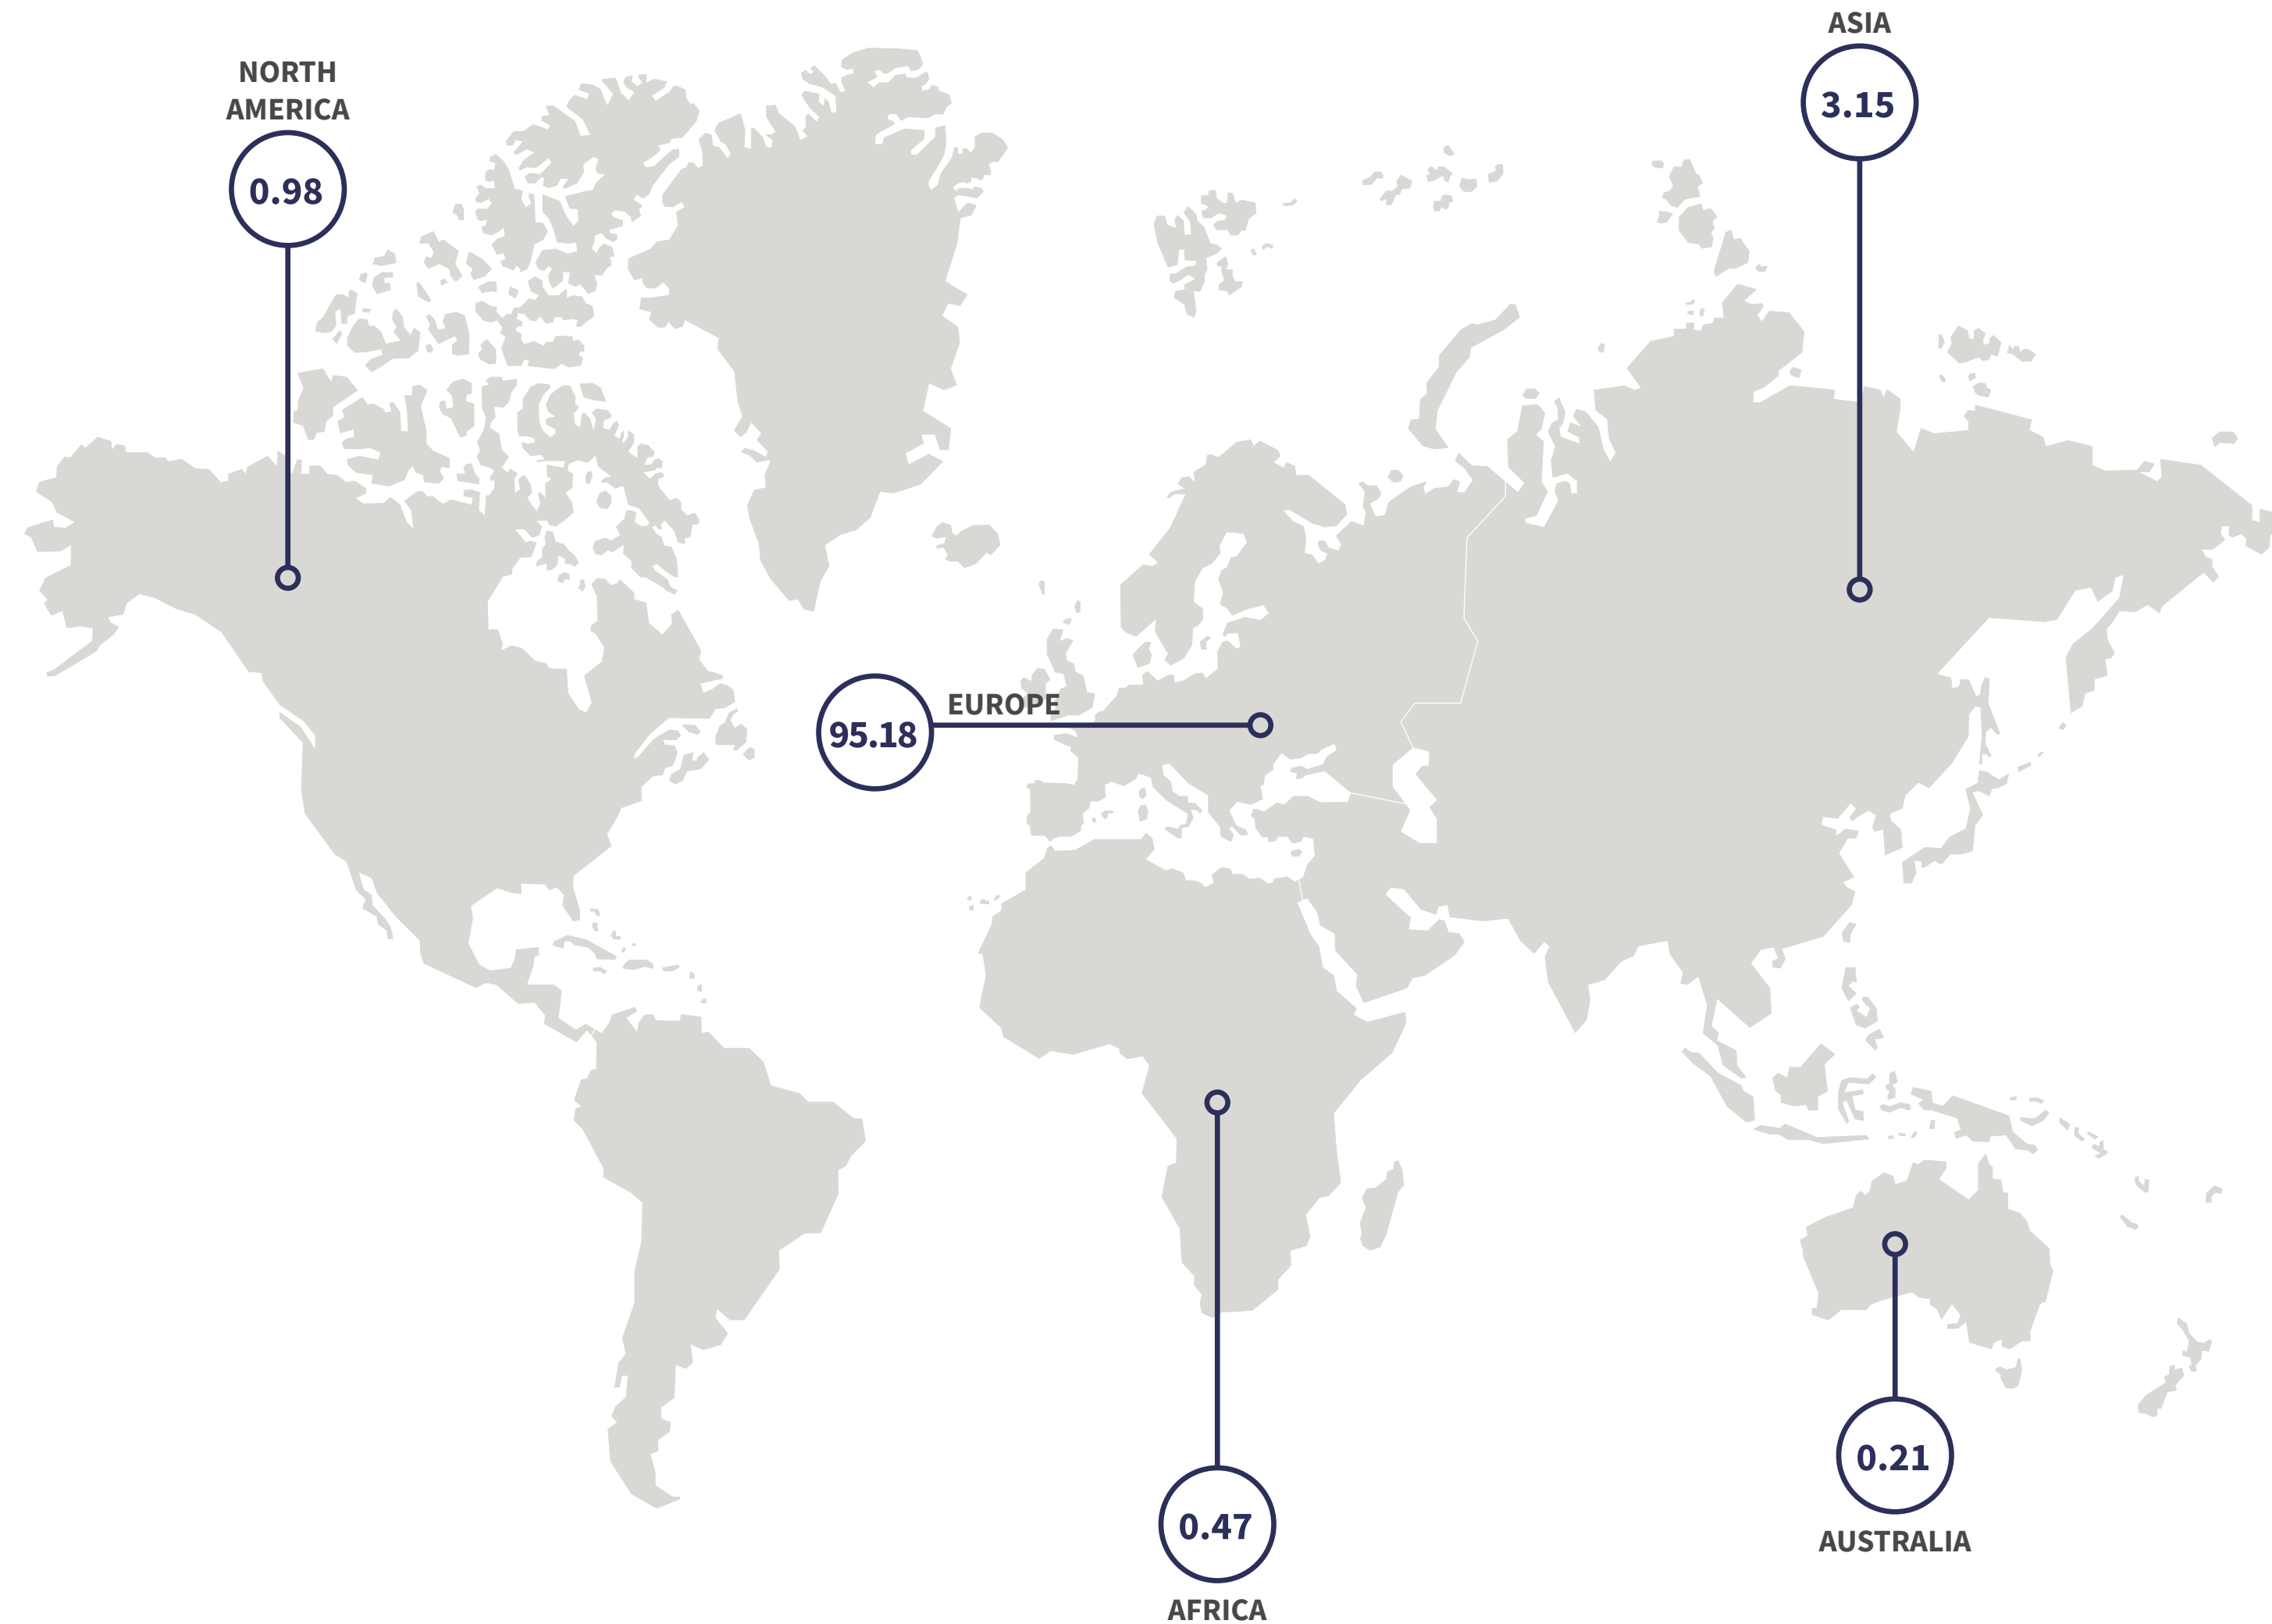 ASIA
3.15
NORTH
AMERICA
0.98
EUROPE
95.18
0.47
AFRICA
0.21
AUSTRALIA